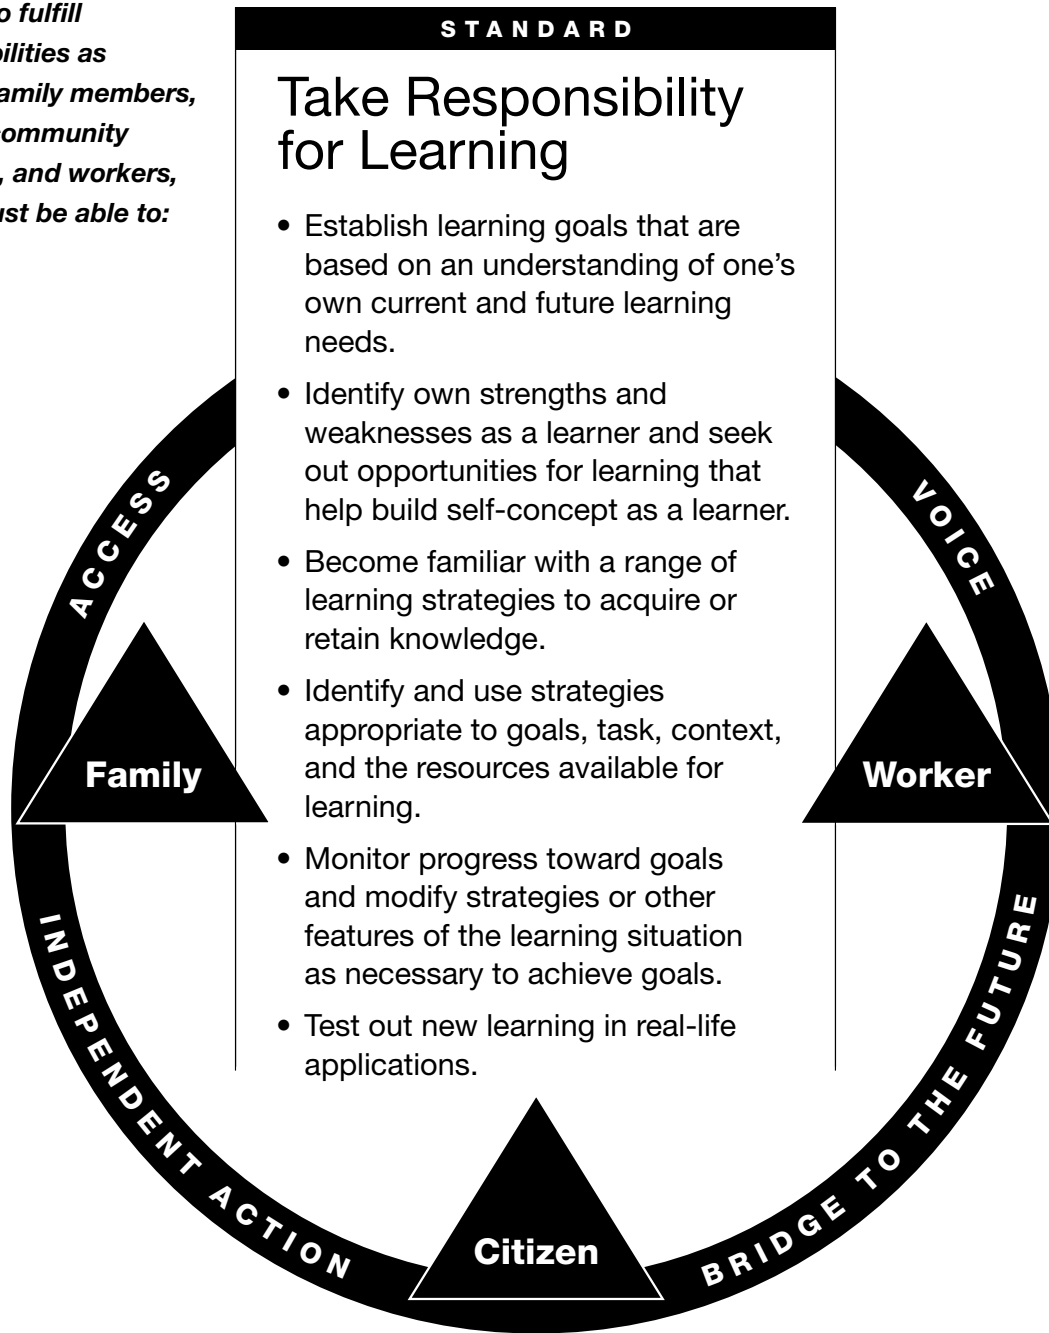 o fulfill
as
amily members,
ommunity
, and workers,
be able to:
STANDARD
Take Responsibility
for Learning
• Establish learning goals that are
based on an understanding of one’s
own current and future learning
needs.
• Identify own strengths and
weaknesses as a learner and seek
out opportunities for learning that
help build self-concept as a learner.
• Become familiar with a range of
learning strategies to acquire or
retain knowledge.
• Identify and use strategies
appropriate to goals, task, context,
and the resources available for
learning.
• Monitor progress toward goals
and modify strategies or other
features of the learning situation
as necessary to achieve goals.
• Test out new learning in real-life
applications.
ACCESS
VOICE
Family
Worker
INDEPENDENT ACTION
BRIDGE TO THE FUTURE
Citizen